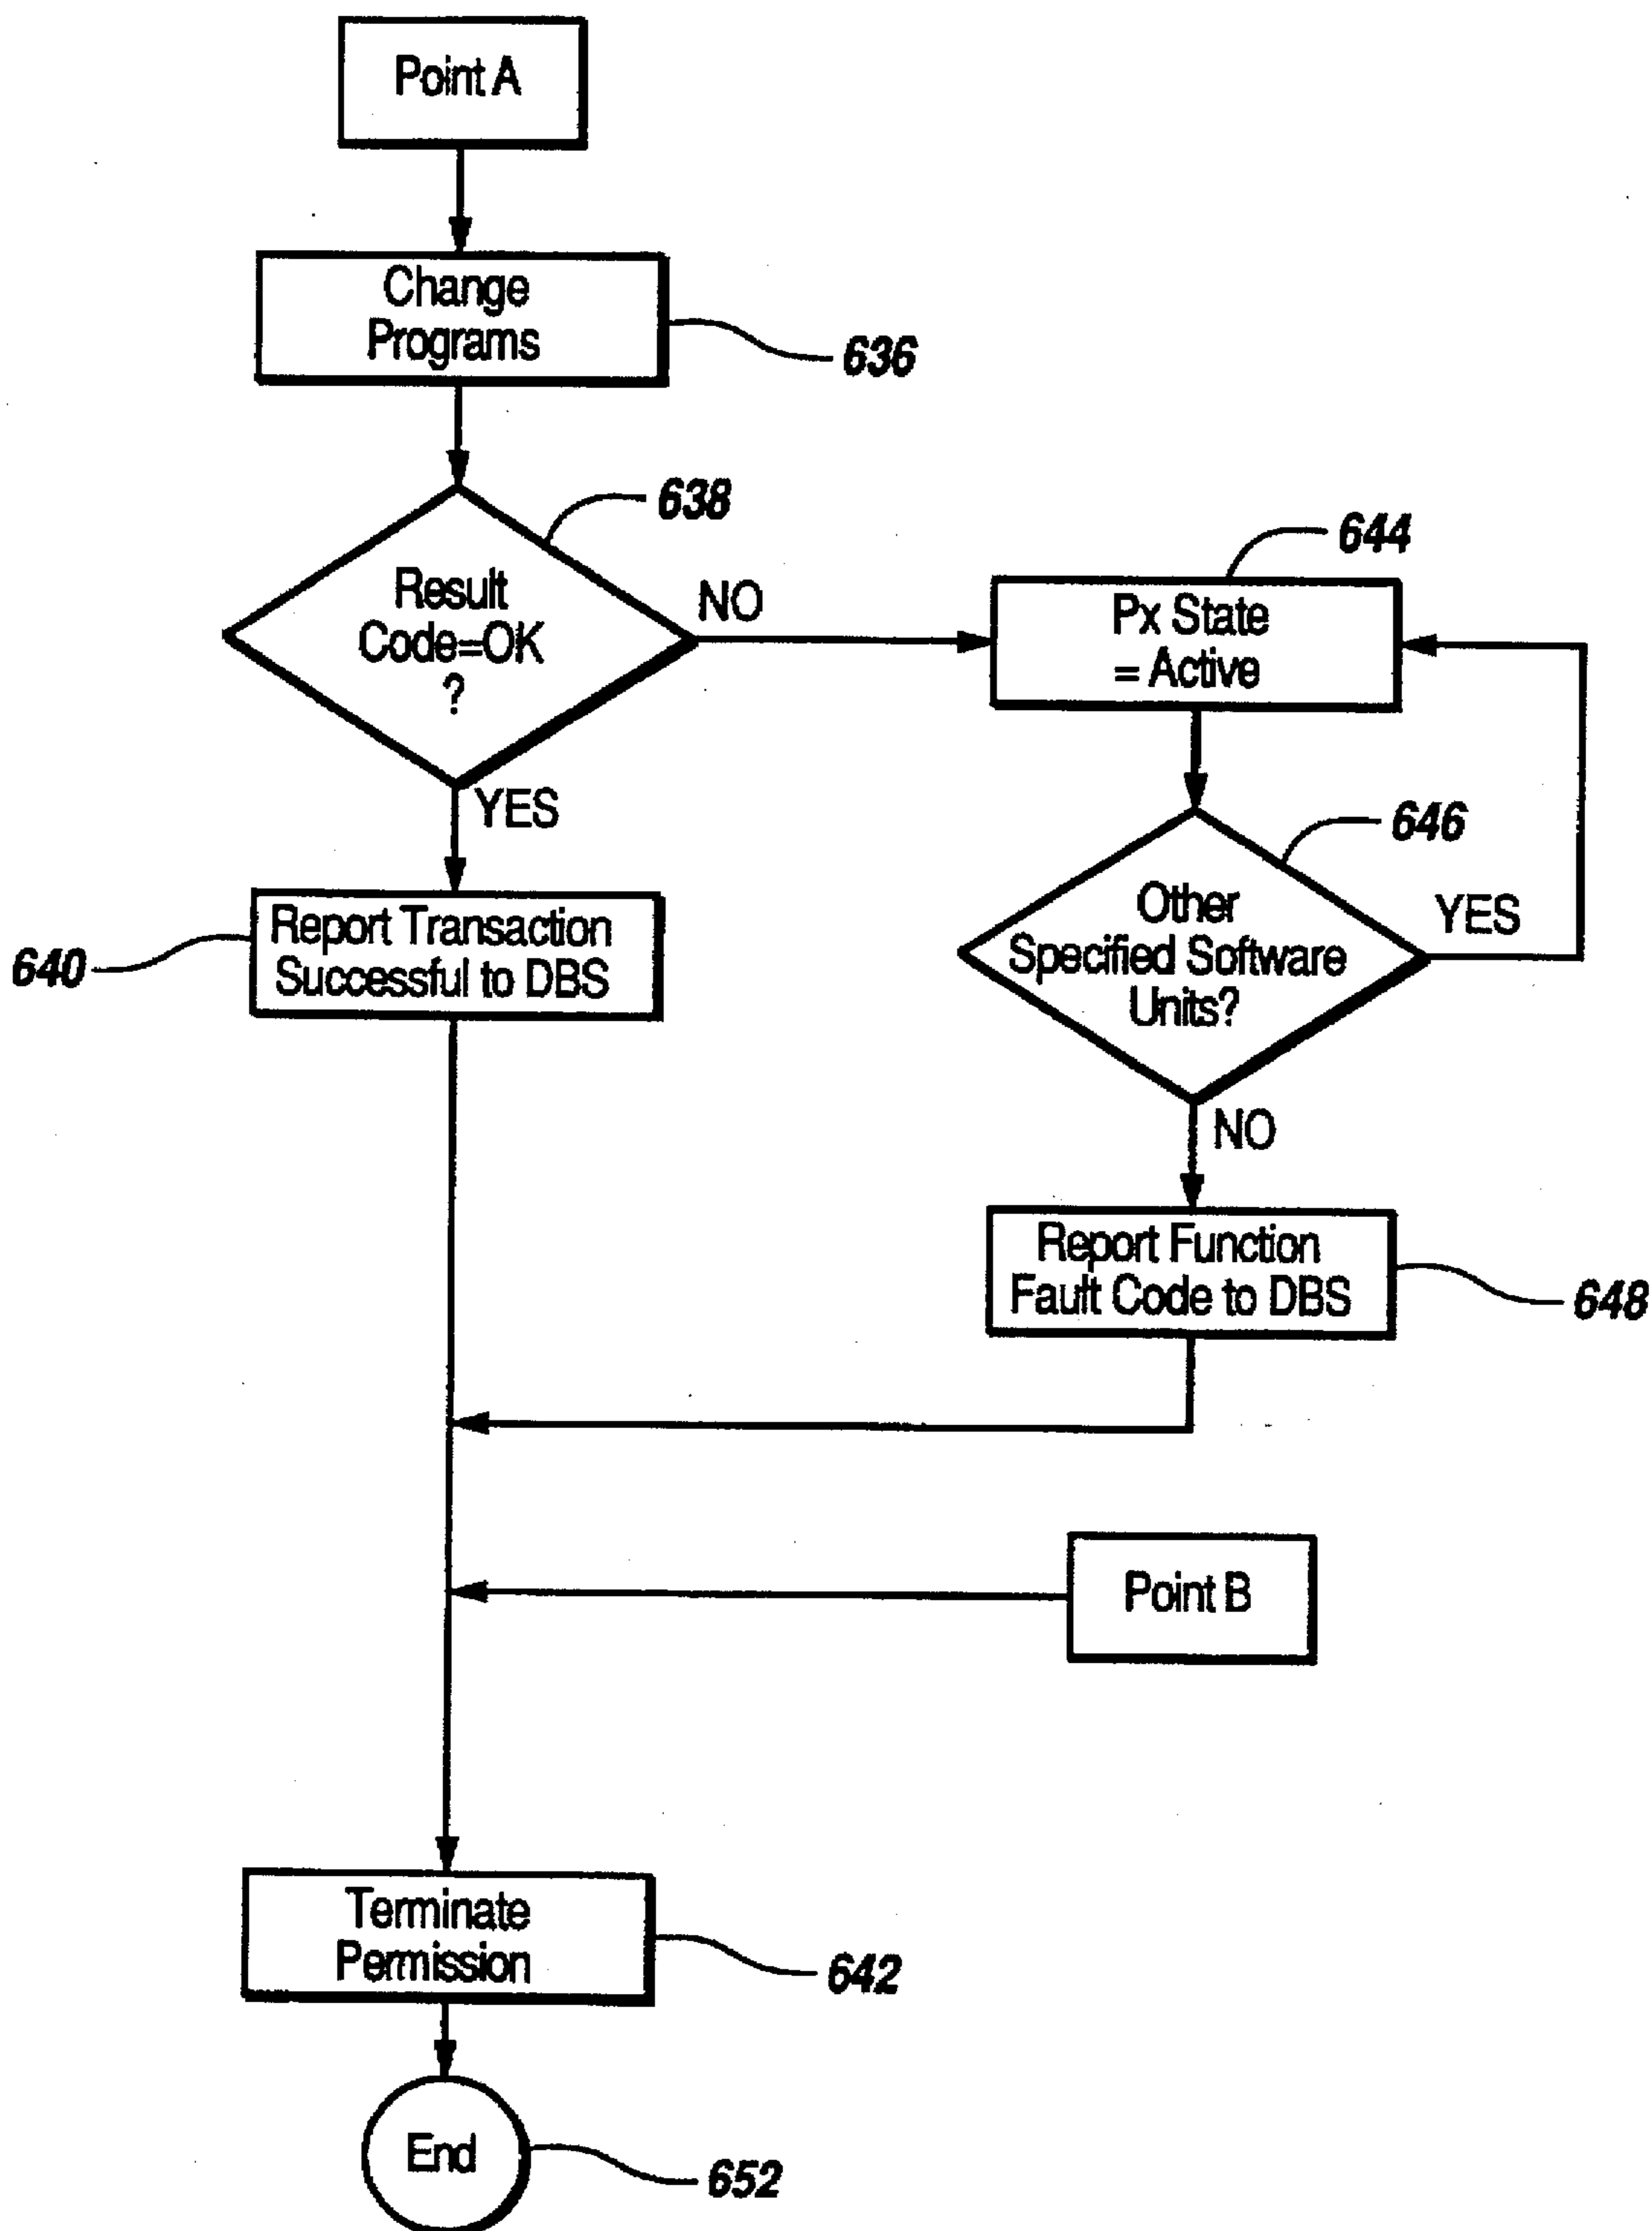 Point A
Change
Programs
636
638
Result
Code=OK
?
NO
YES
644
Px State
= Active
646
Other
Specified Software
Units?
YES
NO
640
Report Transaction
Successful to DBS
Report Function
Fault Code to DBS
648
Point B
Terminate
Permission
642
End
652